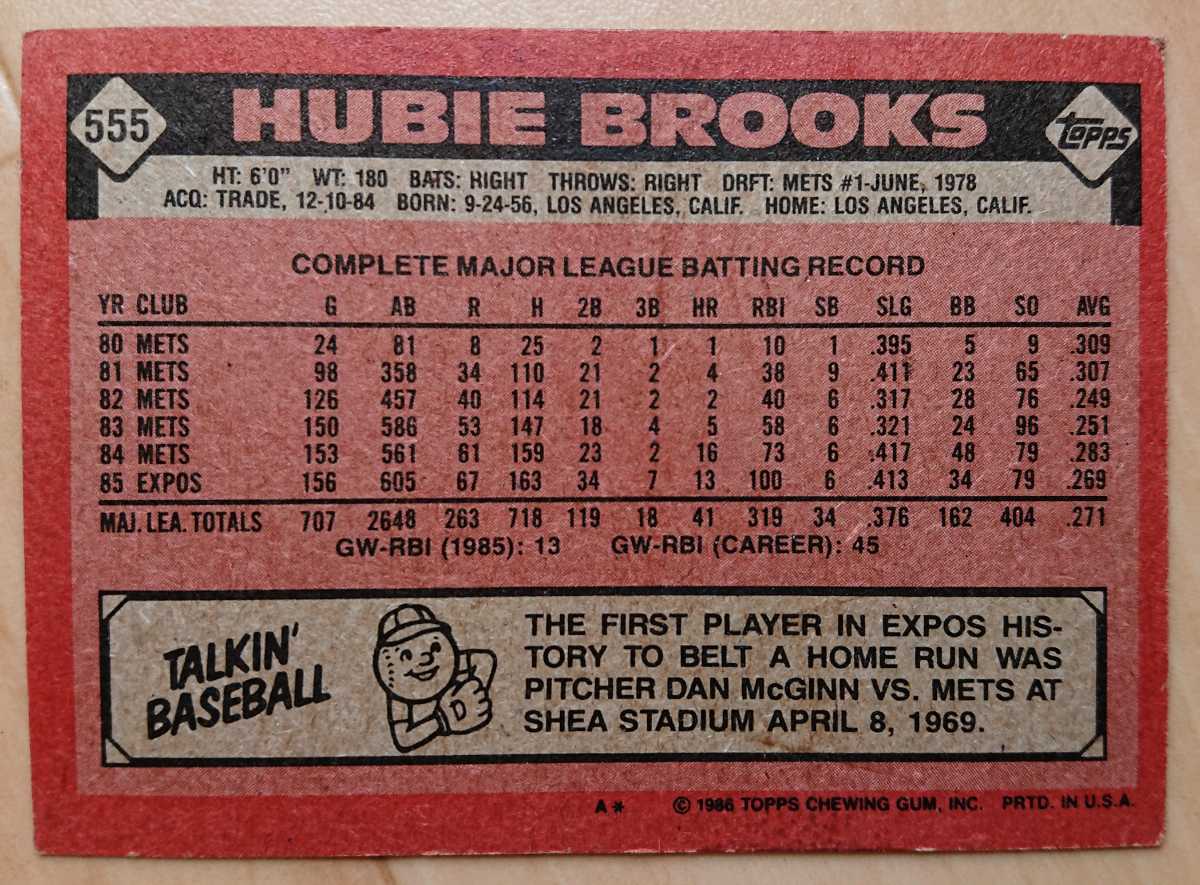 555 HUBIE BROOKS topps
HT: 6'0" WT: 180 BATS: RIGHT THROWS: RIGHT DRFT: METS #1-JUNE, 1978
ACQ: TRADE, 12-10-84 BORN: 9-24-56, LOS ANGELES, CALIF. HOME: LOS ANGELES, CALIF.
COMPLETE MAJOR LEAGUE BATTING RECORD
YR CLUB G AB R H 2B 3B HR RBI SB SLG BB SO AVG
80 METS 24 81 8 25 2 1 1 10 1 .395 5 9 .309
81 METS 98 358 34 110 21 2 4 38 9 .411 23 65 .307
82 METS 126 457 40 114 21 2 2 40 6 .317 28 76 .249
83 METS 150 586 53 147 18 4 5 58 6 .321 24 96 .251
84 METS 153 561 61 159 23 2 16 73 6 .417 48 79 .283
85 EXPOS 156 605 67 163 34 7 13 100 6 .413 34 79 .269
MAJ. LEA. TOTALS 707 2648 263 718 119 18 41 319 34 .376 162 404 .271
GW-RBI (1985): 13 GW-RBI (CAREER): 45
TALKIN'
BASEBALL
D
THE FIRST PLAYER IN EXPOS HIS-
TORY TO BELT A HOME RUN WAS
PITCHER DAN McGINN VS. METS AT
SHEA STADIUM APRIL 8, 1969.
A* © 1986 TOPPS CHEWING GUM, INC. PRTD. IN U.S.A.